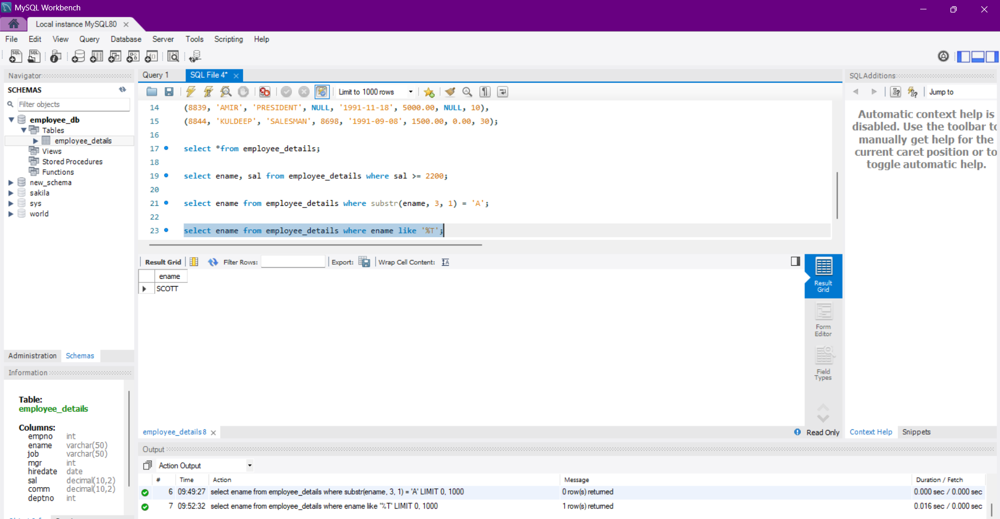 MySQL Workbench
Local instance MySQL80
File Edit View Query Database Server Tools Scripting Help
Navigator
SCHEMAS
Filter objects
employee_db
Tables
employee_details
Views
Stored Procedures
Functions
new_schema
sakila
sys
world
Administration Schemas
Information
Table:
employee_details
Columns:
empno int
ename varchar(50)
job varchar(50)
mgr int
hiredate date
sal decimal(10,2)
comm decimal(10,2)
deptno int
Query 1 SQL File 4*
Limit to 1000 rows
14 (8839, 'AMIR', 'PRESIDENT', NULL, '1991-11-18', 5000.00, NULL, 10),
15 (8844, 'KULDEEP', 'SALESMAN', 8698, '1991-09-08', 1500.00, 0.00, 30);
16
17 select *from employee_details;
18
19 select ename, sal from employee_details where sal >= 2200;
20
21 select ename from employee_details where substr(ename, 3, 1) = 'A';
22
23 select ename from employee_details where ename like '%T';
Result Grid Filter Rows: Export: Wrap Cell Content:
ename
SCOTT
Result
Grid
Form
Editor
Field
Types
employee_details 8
Read Only
SQLAdditions
Jump to
Automatic context help is
disabled. Use the toolbar to
manually get help for the
current caret position or to
toggle automatic help.
Context Help Snippets
Output
Action Output
# Time Action Message Duration / Fetch
6 09:49:27 select ename from employee_details where substr(ename, 3, 1) = 'A' LIMIT 0, 1000 0 row(s) returned 0.000 sec / 0.000 sec
7 09:52:32 select ename from employee_details where ename like '%T' LIMIT 0, 1000 1 row(s) returned 0.016 sec / 0.000 sec